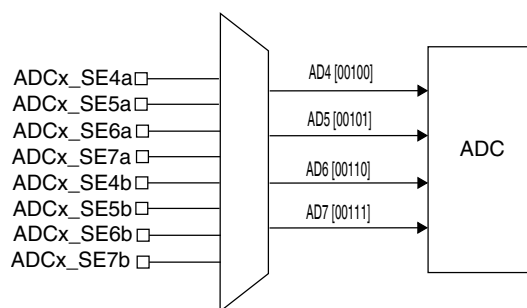 ADCx_SE4a
ADCx_SE5a
ADCx_SE6a
ADCx_SE7a
ADCx_SE4b
ADCx_SE5b
ADCx_SE6b
ADCx_SE7b
AD4 [00100]
AD5 [00101]
AD6 [00110]
AD7 [00111]
ADC